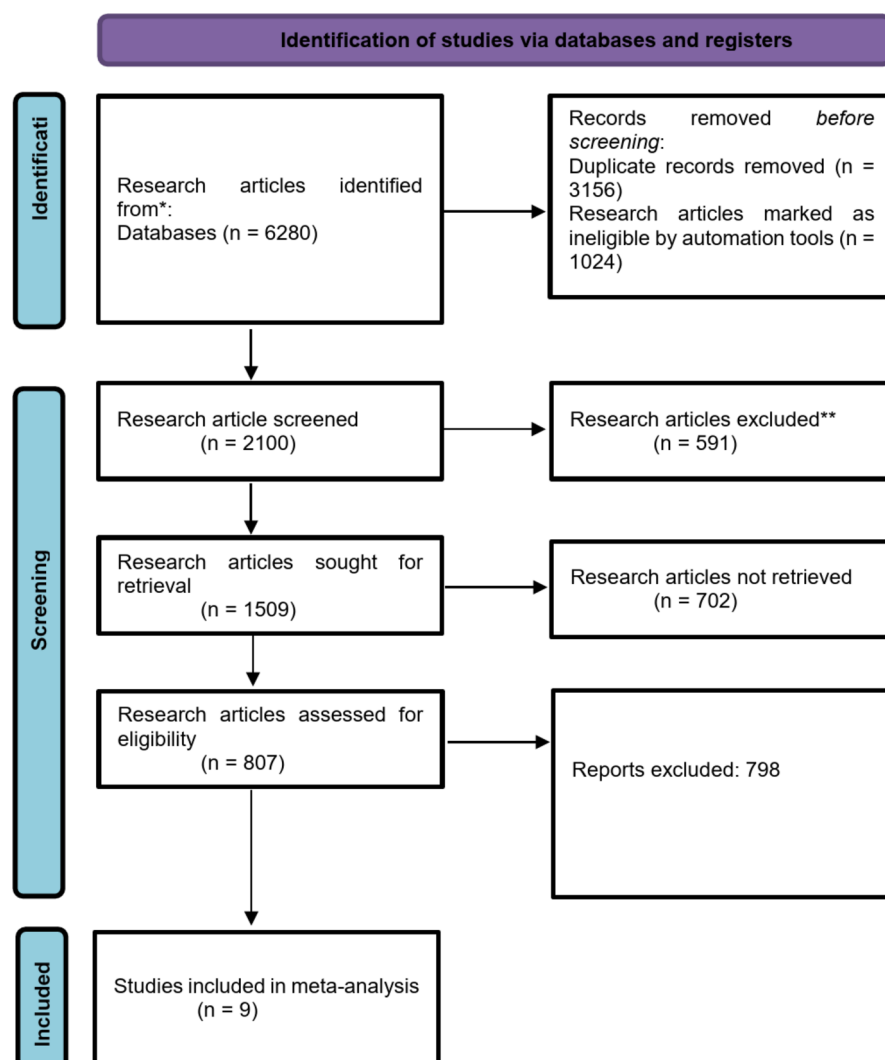 Identification of studies via databases and registers
Identificati
Research articles identified
from*:
Databases (n = 6280)
Records removed before
screening:
Duplicate records removed (n =
3156)
Research articles marked as
ineligible by automation tools (n =
1024)
Screening
Research article screened
(n = 2100)
Research articles excluded**
(n = 591)
Research articles sought for
retrieval
(n = 1509)
Research articles not retrieved
(n = 702)
Research articles assessed for
eligibility
(n = 807)
Reports excluded: 798
Included
Studies included in meta-analysis
(n = 9)